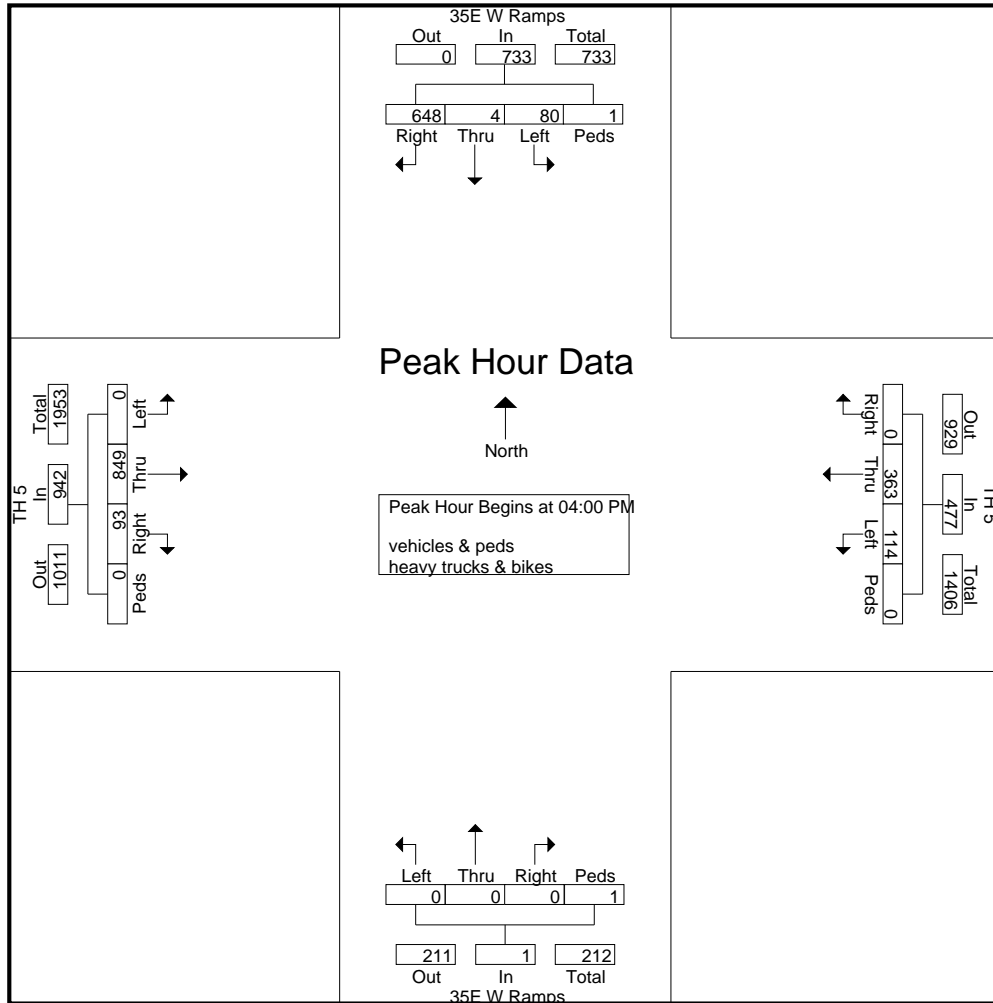 35E W Ramps
Out In Total
0 733 733
648 4 80 1
Right Thru Left Peds
Peak Hour Data
North
Peak Hour Begins at 04:00 PM
vehicles & peds
heavy trucks & bikes
TH 5
Total In Out
1953 942 1011
0 849 93 0
Left Thru Right Peds
TH 5
Out In Total
929 477 1406
0 363 114 0
Right Thru Left Peds
Left Thru Right Peds
0 0 0 1
211 1 212
Out In Total
35E W Ramps